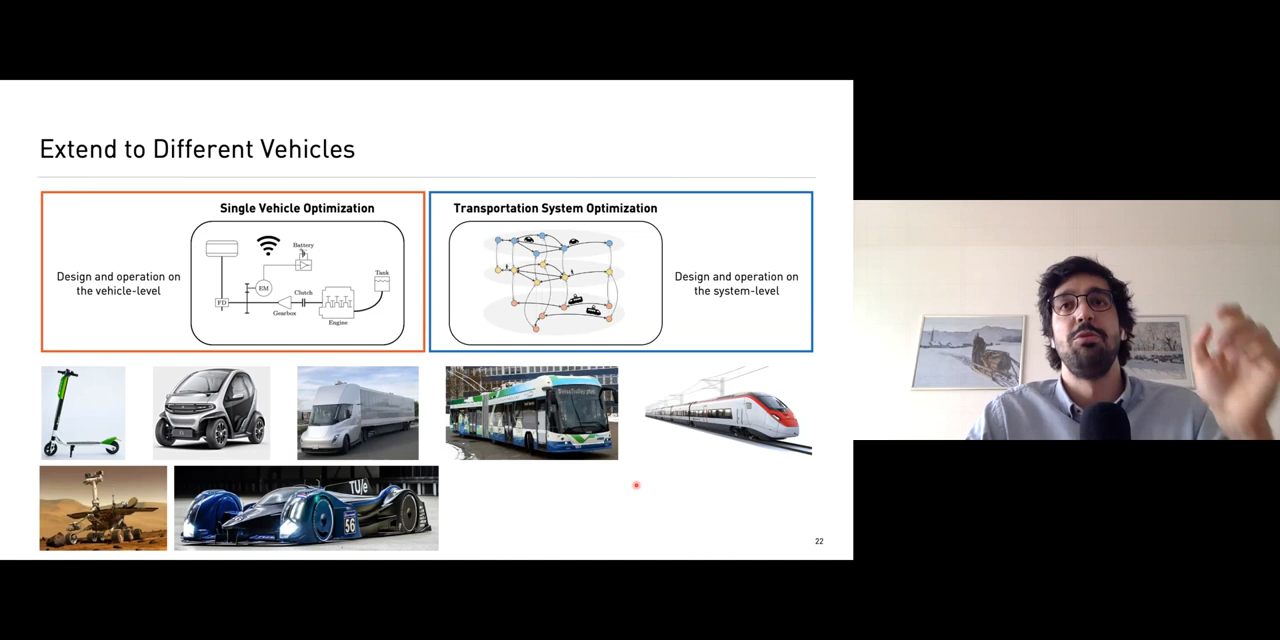 Extend to Different Vehicles
Single Vehicle Optimization
Design and operation on
the vehicle-level
Battery
Tank
EM
Clutch
FD
Gearbox
Engine
Transportation System Optimization
Design and operation on
the system-level
TU/e
56
22